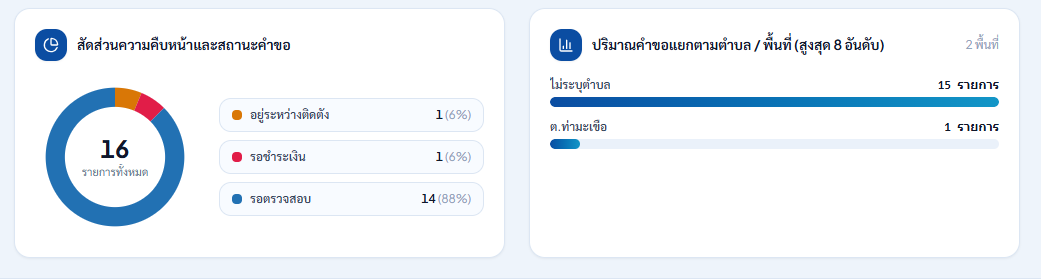 สัดส่วนความคืบหน้าและสถานะคำขอ
16
รายการทั้งหมด
อยู่ระหว่างติดตั้ง 1 (6%)
รอชำระเงิน 1 (6%)
รอตรวจสอบ 14 (88%)
ปริมาณคำขอแยกตามตำบล / พื้นที่ (สูงสุด 8 อันดับ) 2 พื้นที่
ไม่ระบุตำบล 15 รายการ
ต.ท่ามะเขือ 1 รายการ